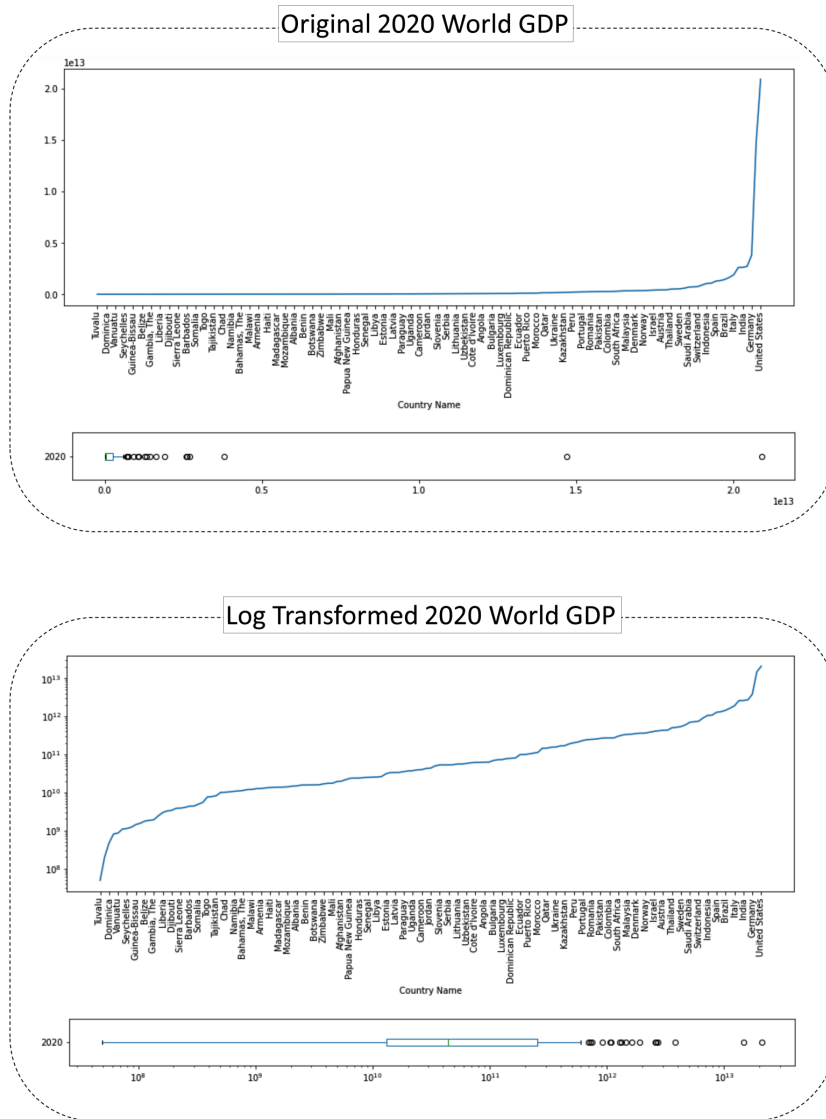 Original 2020 World GDP
1e13
2.0
1.5
1.0
0.5
0.0
Tuvalu
Dominica
Vanuatu
Seychelles
Guinea-Bissau
Belize
Gambia, The
Liberia
Djibouti
Sierra Leone
Barbados
Somalia
Togo
Tajikistan
Chad
Namibia
Bahamas, The
Malawi
Armenia
Haiti
Madagascar
Mozambique
Albania
Benin
Botswana
Zimbabwe
Mali
Afghanistan
Papua New Guinea
Honduras
Senegal
Libya
Estonia
Latvia
Paraguay
Uganda
Cameroon
Jordan
Slovenia
Serbia
Lithuania
Uzbekistan
Cote d'Ivoire
Angola
Bulgaria
Luxembourg
Dominican Republic
Ecuador
Puerto Rico
Morocco
Qatar
Ukraine
Kazakhstan
Peru
Portugal
Romania
Pakistan
Colombia
South Africa
Malaysia
Denmark
Norway
Israel
Austria
Thailand
Sweden
Saudi Arabia
Switzerland
Indonesia
Spain
Brazil
Italy
India
Germany
United States
Country Name
2020
0.0 0.5 1.0 1.5 2.0
1e13
Log Transformed 2020 World GDP
10¹³
10¹²
10¹¹
10¹⁰
10⁹
10⁸
Tuvalu
Dominica
Vanuatu
Seychelles
Guinea-Bissau
Belize
Gambia, The
Liberia
Djibouti
Sierra Leone
Barbados
Somalia
Togo
Tajikistan
Chad
Namibia
Bahamas, The
Malawi
Armenia
Haiti
Madagascar
Mozambique
Albania
Benin
Botswana
Zimbabwe
Mali
Afghanistan
Papua New Guinea
Honduras
Senegal
Libya
Estonia
Latvia
Paraguay
Uganda
Cameroon
Jordan
Slovenia
Serbia
Lithuania
Uzbekistan
Cote d'Ivoire
Angola
Bulgaria
Luxembourg
Dominican Republic
Ecuador
Puerto Rico
Morocco
Qatar
Ukraine
Kazakhstan
Peru
Portugal
Romania
Pakistan
Colombia
South Africa
Malaysia
Denmark
Norway
Israel
Austria
Thailand
Sweden
Saudi Arabia
Switzerland
Indonesia
Spain
Brazil
Italy
India
Germany
United States
Country Name
2020
10⁸ 10⁹ 10¹⁰ 10¹¹ 10¹² 10¹³